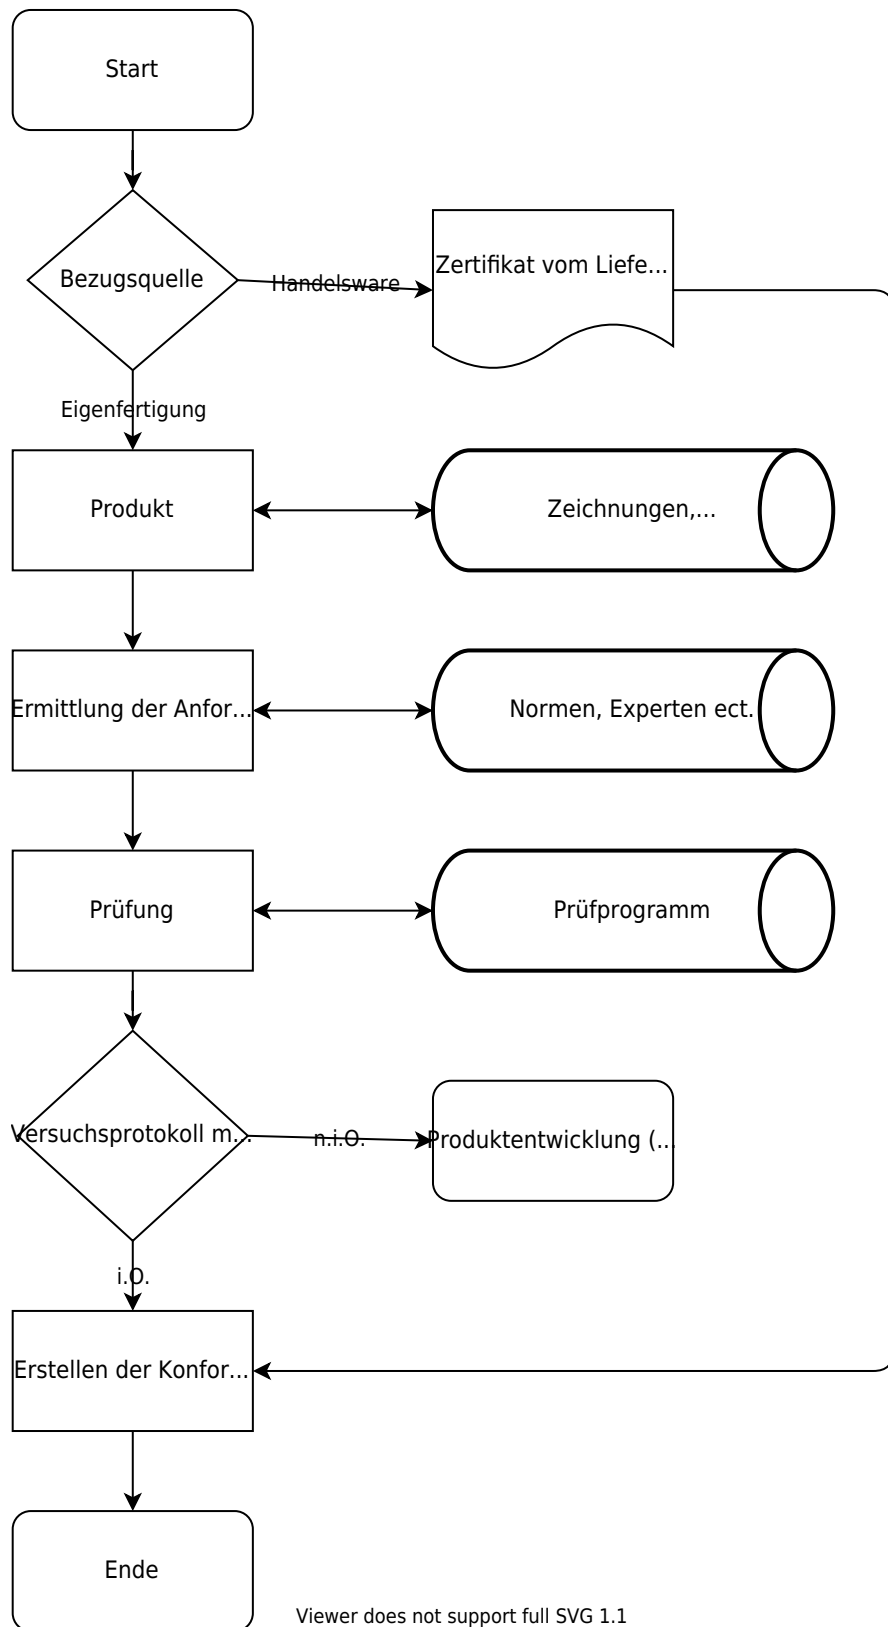 Start
Bezugsquelle
Handelsware
Zertifikat vom Liefe...
Eigenfertigung
Produkt
Zeichnungen,...
Ermittlung der Anfor...
Normen, Experten ect.
Prüfung
Prüfprogramm
Versuchsprotokoll m...
n.i.O.
Produktentwicklung (...
i.O.
Erstellen der Konfor...
Ende
Viewer does not support full SVG 1.1